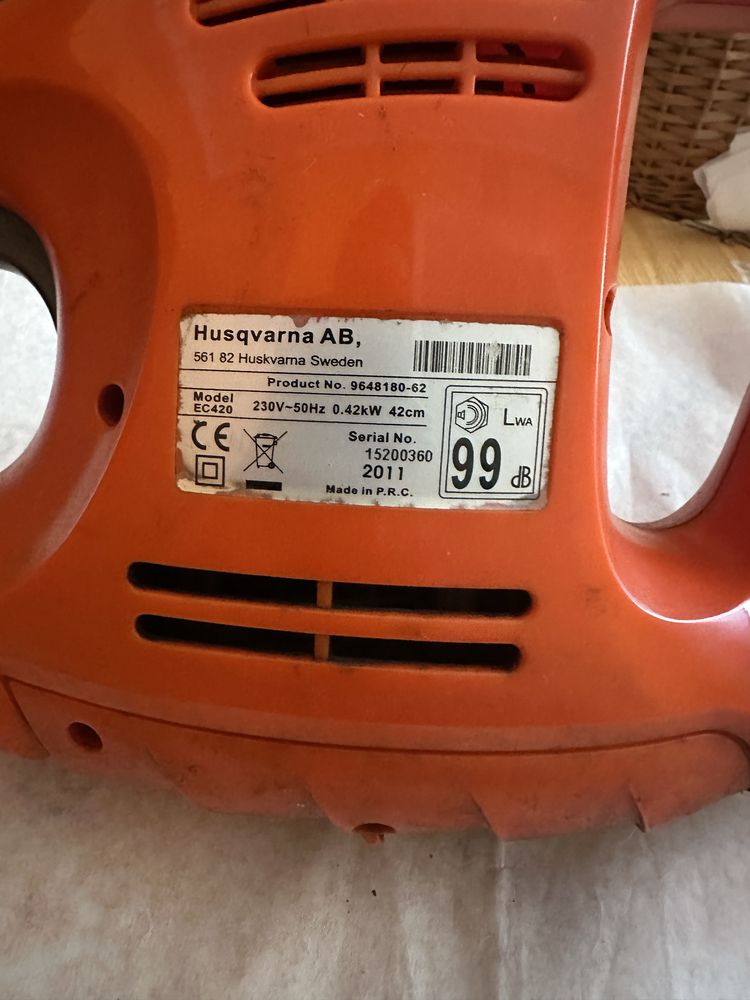 Husqvarna AB,
561 82 Huskvarna Sweden
Product No. 9648180-62
Model
EC420
230V~50Hz 0.42kW 42cm
CE
Serial No.
15200360
2011
Made in P.R.C.
LWA
99 dB